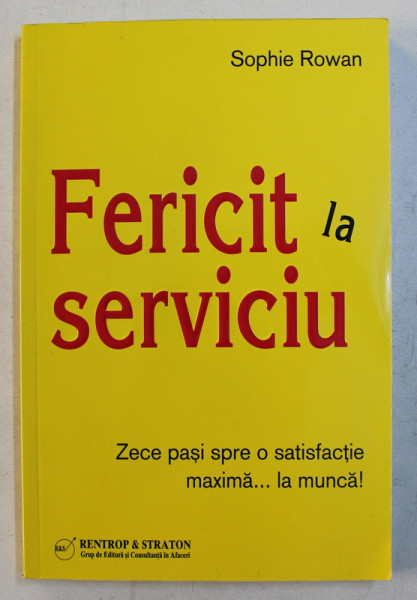 Sophie Rowan
Fericit la
serviciu
Zece pași spre o satisfacție
maximă... la muncă!
R&S
RENTROP & STRATON
Grup de Editură și Consultanță în Afaceri